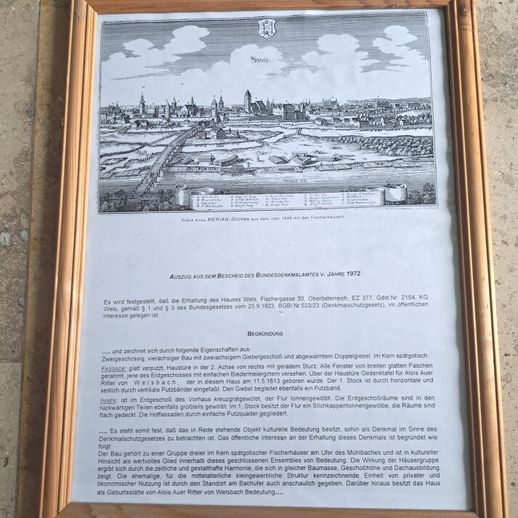 Wels.
Kopie eines MERIAN-Stiches aus dem Jahr 1649 mit den Fischerhäusern
AUSZUG AUS DEM BESCHEID DES BUNDESDENKMALAMTES V. JAHRE 1972
Es wird festgestellt, daß die Erhaltung des Hauses Wels, Fischergasse 33, Oberösterreich, EZ 377, Gdst.Nr. 2154, KG.
Wels, gemäß § 1 und § 3 des Bundesgesetzes vom 25.9.1923, BGBl.Nr.533/23 (Denkmalschutzgesetz), im öffentlichen
Interesse gelegen ist
BEGRÜNDUNG
.... und zeichnet sich durch folgende Eigenschaften aus:
Zweigeschossig, vierachsiger Bau mit zweiachsigem Giebelgeschoß und abgewalmtem Doppelgiebel. Im Kern spätgotisch.
FASSADE: glatt verputzt, Haustüre in der 2. Achse von rechts mit geradem Sturz. Alle Fenster von breiten glatten Faschen
gerahmt, jene des Erdgeschosses mit einfachen Biedermeiergittern versehen. Über der Haustüre Gedenktafel für Alois Auer
Ritter von Welsbach, der in diesem Haus am 11.5.1813 geboren wurde. Der 1. Stock ist durch horizontale und
seitlich durch vertikale Putzbänder eingefaßt. Den Giebel begleitet ebenfalls ein Putzband.
INNEN: ist im Erdgeschoß des Vorhaus kreuzgratgewölbt, der Flur tonnengewölbt. Die Erdgeschoßräume sind in den
rückwärtigen Teilen ebenfalls großteils gewölbt. Im 1. Stock besitzt der Flur ein Stichkappentonnengewölbe, die Räume sind
flach gedeckt. Die Hoffassaden durch einfache Putzquader gegliedert.
.... Es steht somit fest, daß das in Rede stehende Objekt kulturelle Bedeutung besitzt, sohin als Denkmal im Sinne des
Denkmalschutzgesetzes zu betrachten ist. Das öffentliche Interesse an der Erhaltung dieses Denkmals ist begründet wie
folgt:
Der Bau gehört zu einer Gruppe dreier im Kern spätgotischer Fischerhäuser am Ufer des Mühlbaches und ist in kultureller
Hinsicht als wertvolles Glied innerhalb dieses geschlossenen Ensembles von Bedeutung. Die Wirkung der Häusergruppe
ergibt sich durch die zeitliche und gestalthafte Harmonie, die sich in gleicher Baumasse, Geschoßhöhe und Dachausbildung
zeigt. Die ehemalige, für die mittelalterliche kleingewerbliche Struktur kennzeichnende Einheit von privater und
ökonomischer Nutzung ist durch den Standort am Bachufer auch anschaulich gegeben. Darüber hinaus besitzt das Haus
als Geburtsstätte von Alois Auer Ritter von Welsbach Bedeutung....